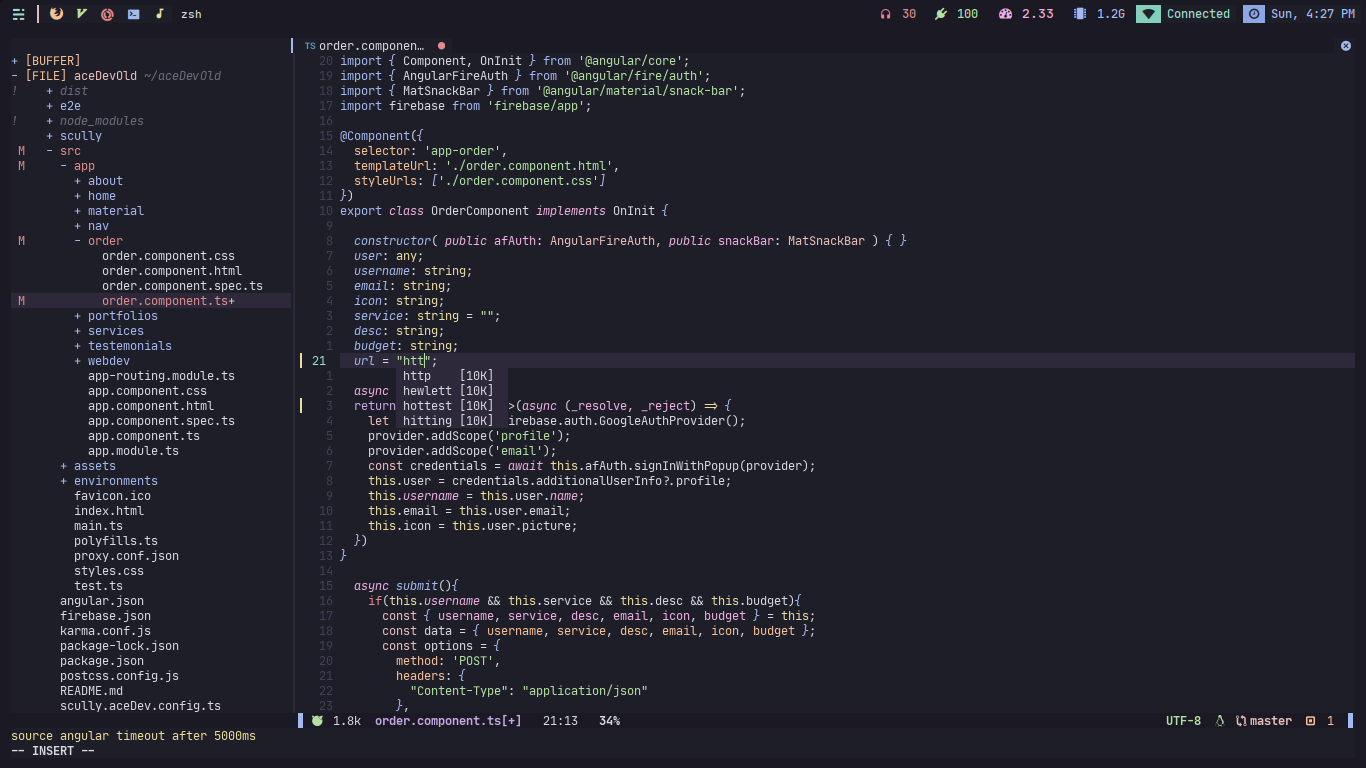 zsh 30 100 2.33 1.2G Connected Sun, 4:27 PM
+ [BUFFER]
- [FILE] aceDevOld ~/aceDevOld
! + dist
+ e2e
! + node_modules
+ scully
M - src
M - app
+ about
+ home
+ material
+ nav
M - order
order.component.css
order.component.html
order.component.spec.ts
M order.component.ts+
+ portfolios
+ services
+ testemonials
+ webdev
app-routing.module.ts
app.component.css
app.component.html
app.component.spec.ts
app.component.ts
app.module.ts
+ assets
+ environments
favicon.ico
index.html
main.ts
polyfills.ts
proxy.conf.json
styles.css
test.ts
angular.json
firebase.json
karma.conf.js
package-lock.json
package.json
postcss.config.js
README.md
scully.aceDev.config.ts
TS order.componen…
20 import { Component, OnInit } from '@angular/core';
19 import { AngularFireAuth } from '@angular/fire/auth';
18 import { MatSnackBar } from '@angular/material/snack-bar';
17 import firebase from 'firebase/app';
16
15 @Component({
14 selector: 'app-order',
13 templateUrl: './order.component.html',
12 styleUrls: ['./order.component.css']
11 })
10 export class OrderComponent implements OnInit {
9
8 constructor( public afAuth: AngularFireAuth, public snackBar: MatSnackBar ) { }
7 user: any;
6 username: string;
5 email: string;
4 icon: string;
3 service: string = "";
2 desc: string;
1 budget: string;
21 url = "htt";
1 http [10K]
2 async hewlett [10K]
3 return hottest [10K] >(async (_resolve, _reject) => {
4 let hitting [10K] irebase.auth.GoogleAuthProvider();
5 provider.addScope('profile');
6 provider.addScope('email');
7 const credentials = await this.afAuth.signInWithPopup(provider);
8 this.user = credentials.additionalUserInfo?.profile;
9 this.username = this.user.name;
10 this.email = this.user.email;
11 this.icon = this.user.picture;
12 })
13 }
14
15 async submit(){
16 if(this.username && this.service && this.desc && this.budget){
17 const { username, service, desc, email, icon, budget } = this;
18 const data = { username, service, desc, email, icon, budget };
19 const options = {
20 method: 'POST',
21 headers: {
22 "Content-Type": "application/json"
23 },
1.8k order.component.ts[+] 21:13 34% UTF-8 master 1
source angular timeout after 5000ms
-- INSERT --